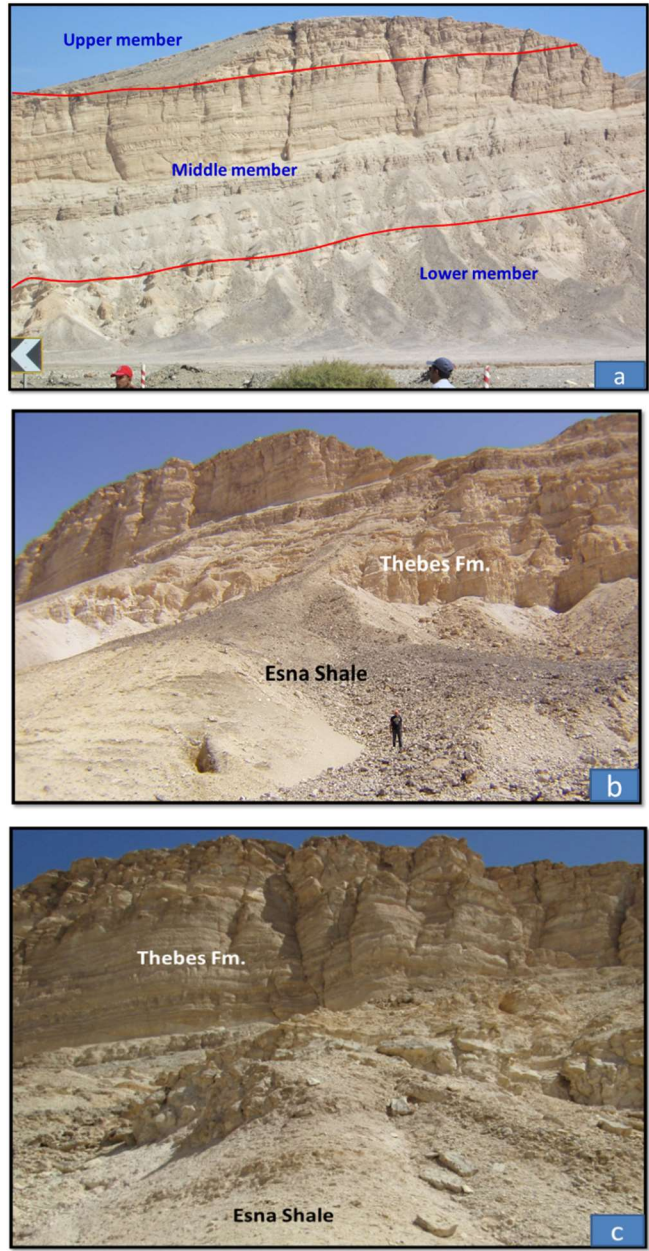 Upper member
Middle member
Lower member
a
Thebes Fm.
Esna Shale
b
Thebes Fm.
Esna Shale
c